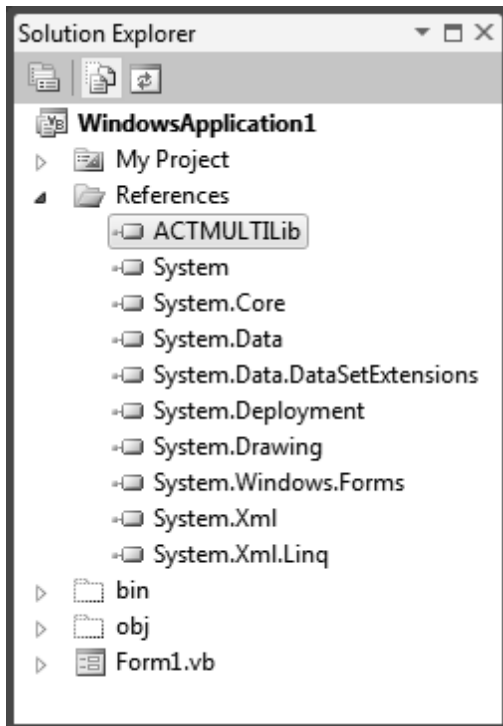 Solution Explorer
WindowsApplication1
My Project
References
ACTMULTILib
System
System.Core
System.Data
System.Data.DataSetExtensions
System.Deployment
System.Drawing
System.Windows.Forms
System.Xml
System.Xml.Linq
bin
obj
Form1.vb